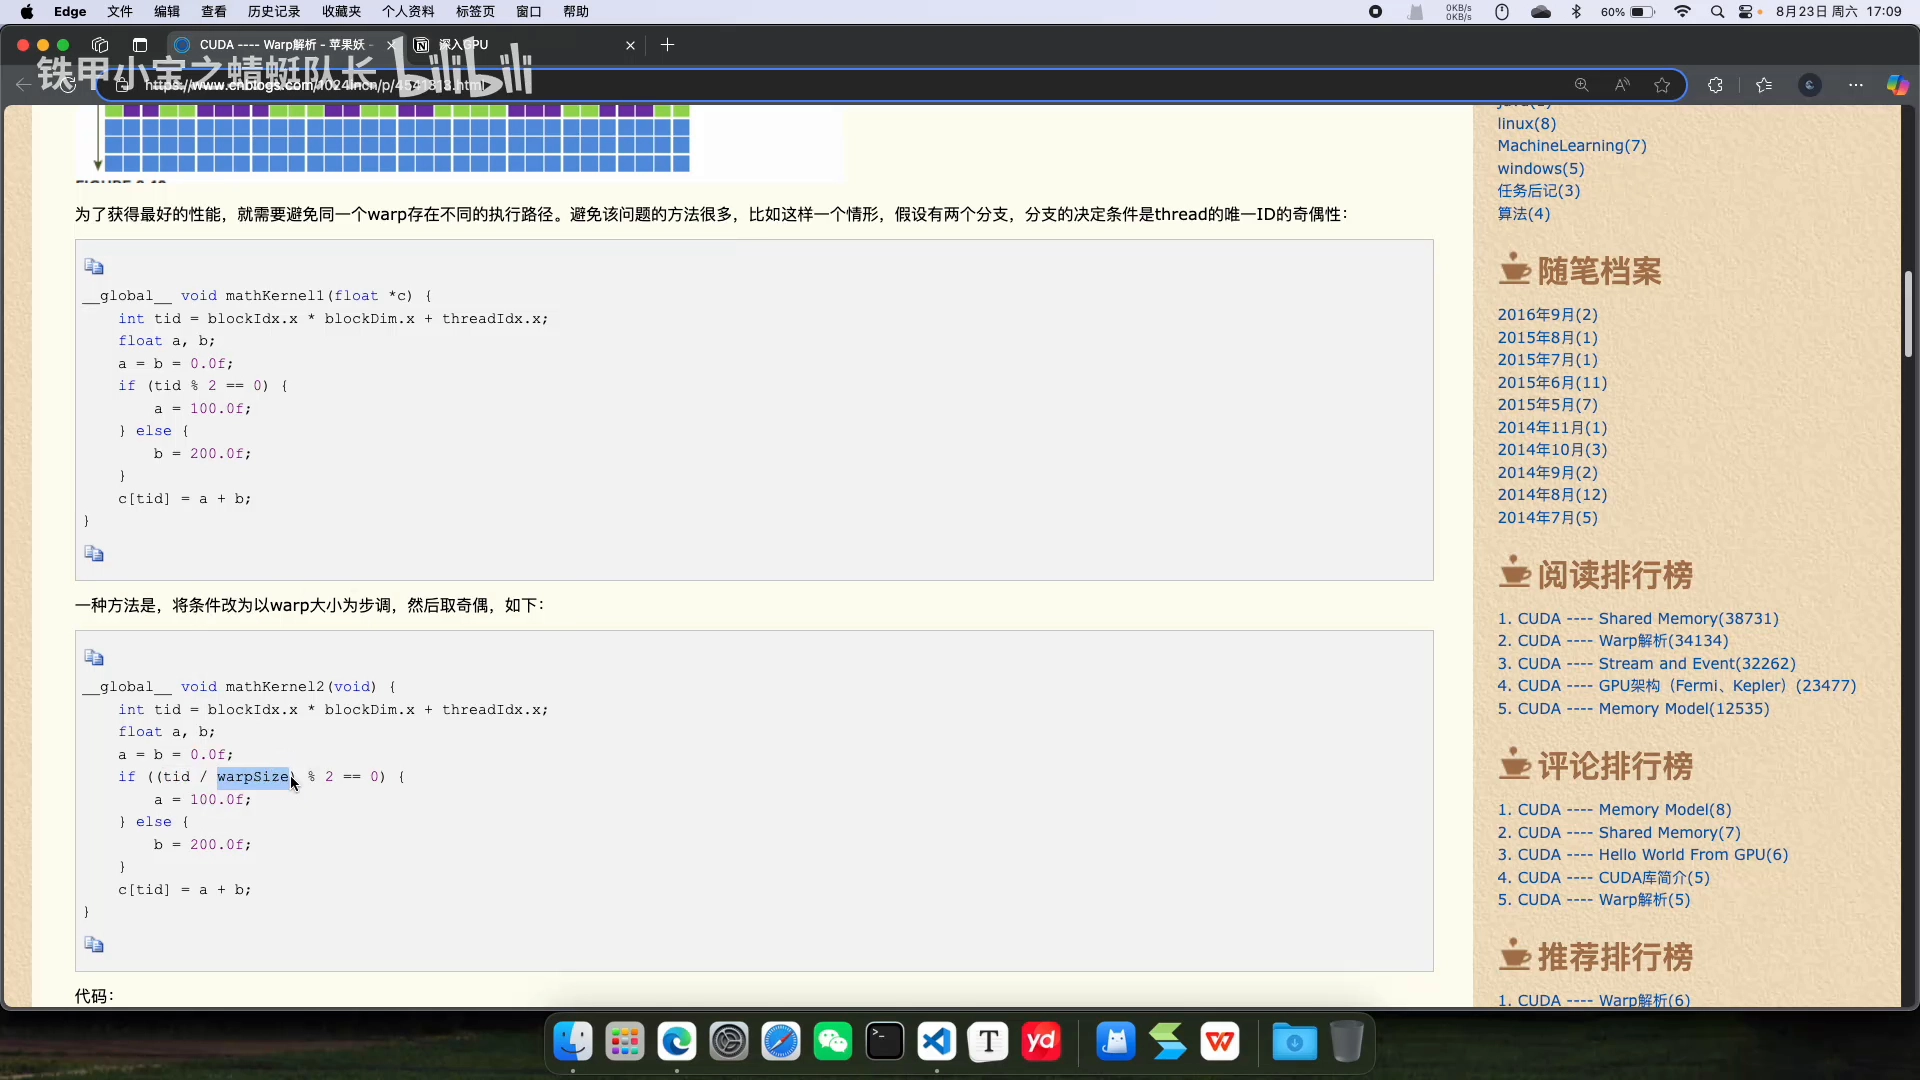 Edge 文件 编辑 查看 历史记录 收藏夹 个人资料 标签页 窗口 帮助 0KB/s 0KB/s 60% 8月23日 周六 17:09
CUDA ---- Warp解析 - 苹果妖 - 深入GPU
铁甲小宝之蜻蜓队长 bilibili
https://www.cnblogs.com/1024incn/p/4541313.html
为了获得最好的性能，就需要避免同一个warp存在不同的执行路径。避免该问题的方法很多，比如这样一个情形，假设有两个分支，分支的决定条件是thread的唯一ID的奇偶性：
__global__ void mathKernel1(float *c) {
int tid = blockIdx.x * blockDim.x + threadIdx.x;
float a, b;
a = b = 0.0f;
if (tid % 2 == 0) {
a = 100.0f;
} else {
b = 200.0f;
}
c[tid] = a + b;
}
一种方法是，将条件改为以warp大小为步调，然后取奇偶，如下：
__global__ void mathKernel2(void) {
int tid = blockIdx.x * blockDim.x + threadIdx.x;
float a, b;
a = b = 0.0f;
if ((tid / warpSize) % 2 == 0) {
a = 100.0f;
} else {
b = 200.0f;
}
c[tid] = a + b;
}
代码：
linux(8)
MachineLearning(7)
windows(5)
任务后记(3)
算法(4)
随笔档案
2016年9月(2)
2015年8月(1)
2015年7月(1)
2015年6月(11)
2015年5月(7)
2014年11月(1)
2014年10月(3)
2014年9月(2)
2014年8月(12)
2014年7月(5)
阅读排行榜
1. CUDA ---- Shared Memory(38731)
2. CUDA ---- Warp解析(34134)
3. CUDA ---- Stream and Event(32262)
4. CUDA ---- GPU架构（Fermi、Kepler）(23477)
5. CUDA ---- Memory Model(12535)
评论排行榜
1. CUDA ---- Memory Model(8)
2. CUDA ---- Shared Memory(7)
3. CUDA ---- Hello World From GPU(6)
4. CUDA ---- CUDA库简介(5)
5. CUDA ---- Warp解析(5)
推荐排行榜
1. CUDA ---- Warp解析(6)
T yd